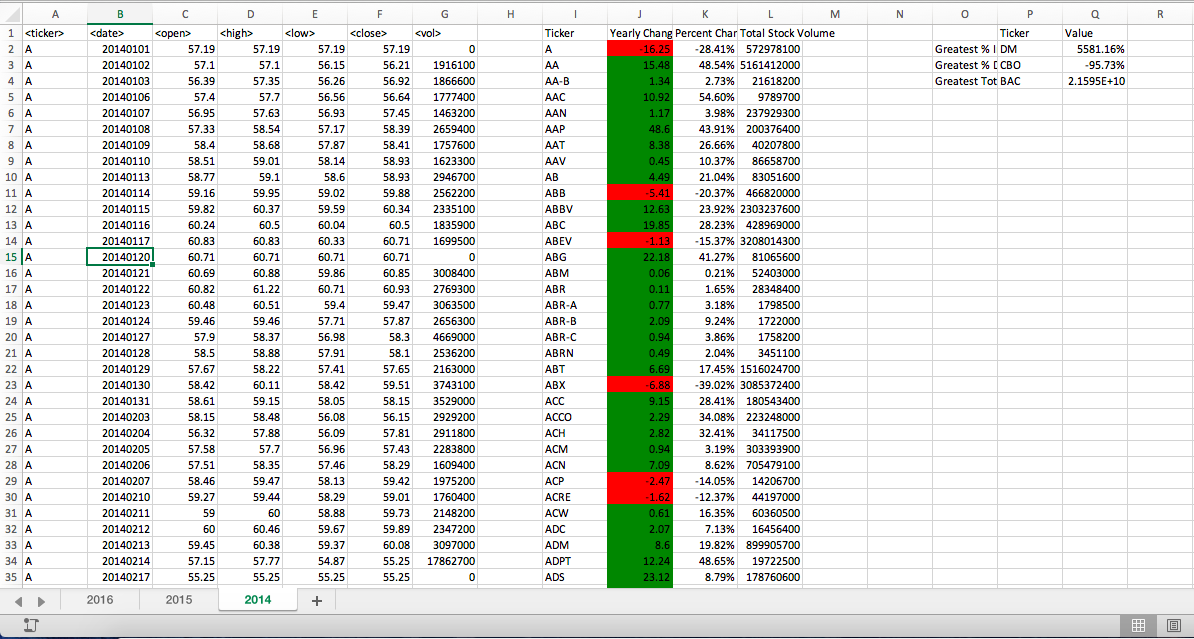 A B C D E F G H I J K L M N O P Q R
1 <ticker> <date> <open> <high> <low> <close> <vol> Ticker Yearly Chang Percent Char Total Stock Volume Ticker Value
2 A 20140101 57.19 57.19 57.19 57.19 0 A -16.25 -28.41% 572978100 Greatest % I DM 5581.16%
3 A 20140102 57.1 57.1 56.15 56.21 1916100 AA 15.48 48.54% 5161412000 Greatest % D CBO -95.73%
4 A 20140103 56.39 57.35 56.26 56.92 1866600 AA-B 1.34 2.73% 21618200 Greatest Tot BAC 2.1595E+10
5 A 20140106 57.4 57.7 56.56 56.64 1777400 AAC 10.92 54.60% 9789700
6 A 20140107 56.95 57.63 56.93 57.45 1463200 AAN 1.17 3.98% 237929300
7 A 20140108 57.33 58.54 57.17 58.39 2659400 AAP 48.6 43.91% 200376400
8 A 20140109 58.4 58.68 57.87 58.41 1757600 AAT 8.38 26.66% 40207800
9 A 20140110 58.51 59.01 58.14 58.93 1623300 AAV 0.45 10.37% 86658700
10 A 20140113 58.77 59.1 58.6 58.93 2946700 AB 4.49 21.04% 83051600
11 A 20140114 59.16 59.95 59.02 59.88 2562200 ABB -5.41 -20.37% 466820000
12 A 20140115 59.82 60.37 59.59 60.34 2335100 ABBV 12.63 23.92% 2303237600
13 A 20140116 60.24 60.5 60.04 60.5 1835900 ABC 19.85 28.23% 428969000
14 A 20140117 60.83 60.83 60.33 60.71 1699500 ABEV -1.13 -15.37% 3208014300
15 A 20140120 60.71 60.71 60.71 60.71 0 ABG 22.18 41.27% 81065600
16 A 20140121 60.69 60.88 59.86 60.85 3008400 ABM 0.06 0.21% 52403000
17 A 20140122 60.82 61.22 60.71 60.93 2769300 ABR 0.11 1.65% 28348400
18 A 20140123 60.48 60.51 59.4 59.47 3063500 ABR-A 0.77 3.18% 1798500
19 A 20140124 59.46 59.46 57.71 57.87 2656300 ABR-B 2.09 9.24% 1722000
20 A 20140127 57.9 58.37 56.98 58.3 4669000 ABR-C 0.94 3.86% 1758200
21 A 20140128 58.5 58.88 57.91 58.1 2536200 ABRN 0.49 2.04% 3451100
22 A 20140129 57.67 58.22 57.41 57.65 2163000 ABT 6.69 17.45% 1516024700
23 A 20140130 58.42 60.11 58.42 59.51 3743100 ABX -6.88 -39.02% 3085372400
24 A 20140131 58.61 59.15 58.05 58.15 3529000 ACC 9.15 28.41% 180543400
25 A 20140203 58.15 58.48 56.08 56.15 2929200 ACCO 2.29 34.08% 223248000
26 A 20140204 56.32 57.88 56.09 57.81 2911800 ACH 2.82 32.41% 34117500
27 A 20140205 57.58 57.7 56.96 57.43 2283800 ACM 0.94 3.19% 303393900
28 A 20140206 57.51 58.35 57.46 58.29 1609400 ACN 7.09 8.62% 705479100
29 A 20140207 58.46 59.47 58.13 59.42 1975200 ACP -2.47 -14.05% 14206700
30 A 20140210 59.27 59.44 58.29 59.01 1760400 ACRE -1.62 -12.37% 44197000
31 A 20140211 59 60 58.88 59.73 2148200 ACW 0.61 16.35% 60360500
32 A 20140212 60 60.46 59.67 59.89 2347200 ADC 2.07 7.13% 16456400
33 A 20140213 59.45 60.38 59.37 60.08 3097000 ADM 8.6 19.82% 899905700
34 A 20140214 57.15 57.77 54.87 55.25 17862700 ADPT 12.24 48.65% 19722500
35 A 20140217 55.25 55.25 55.25 55.25 0 ADS 23.12 8.79% 178760600
2016 2015 2014 +